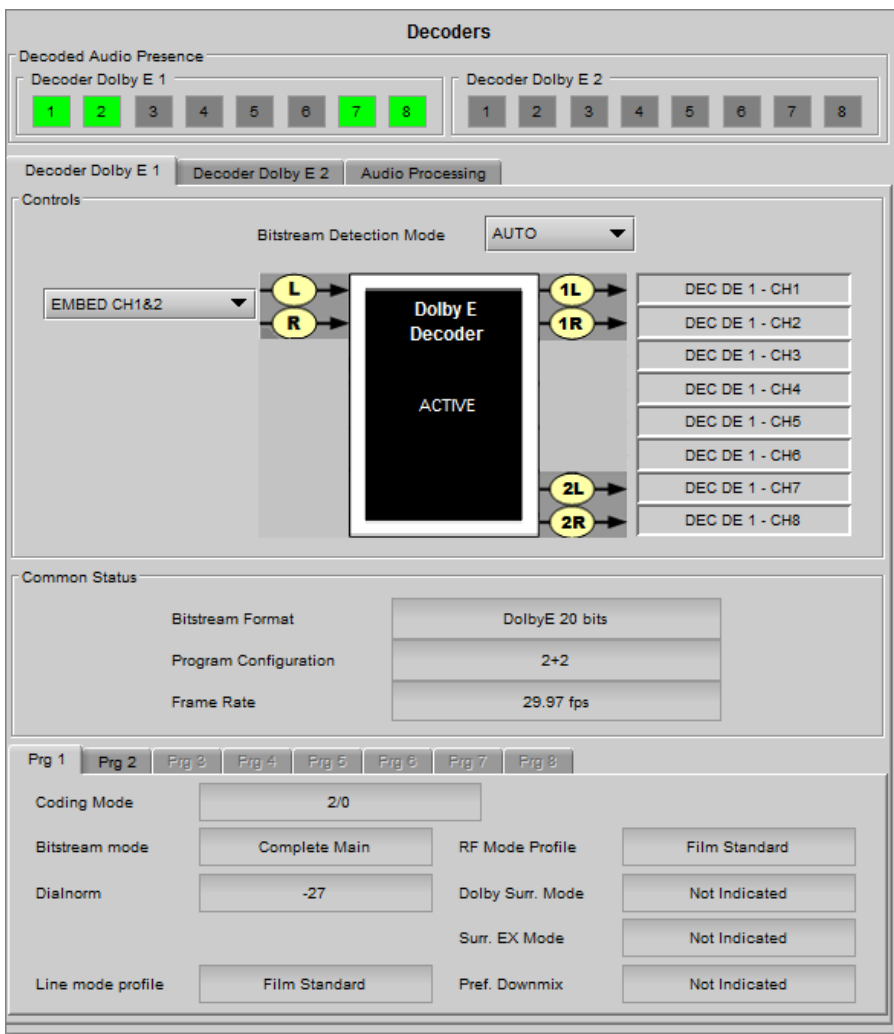 Decoders
Decoded Audio Presence
Decoder Dolby E 1
Decoder Dolby E 2
1 2 3 4 5 6 7 8
1 2 3 4 5 6 7 8
Decoder Dolby E 1 Decoder Dolby E 2 Audio Processing
Controls
Bitstream Detection Mode AUTO
EMBED CH1&2
L
R
Dolby E
Decoder
ACTIVE
1L DEC DE 1 - CH1
1R DEC DE 1 - CH2
DEC DE 1 - CH3
DEC DE 1 - CH4
DEC DE 1 - CH5
DEC DE 1 - CH6
2L DEC DE 1 - CH7
2R DEC DE 1 - CH8
Common Status
Bitstream Format DolbyE 20 bits
Program Configuration 2+2
Frame Rate 29.97 fps
Prg 1 Prg 2 Prg 3 Prg 4 Prg 5 Prg 6 Prg 7 Prg 8
Coding Mode 2/0
Bitstream mode Complete Main RF Mode Profile Film Standard
Dialnorm -27 Dolby Surr. Mode Not Indicated
Surr. EX Mode Not Indicated
Line mode profile Film Standard Pref. Downmix Not Indicated